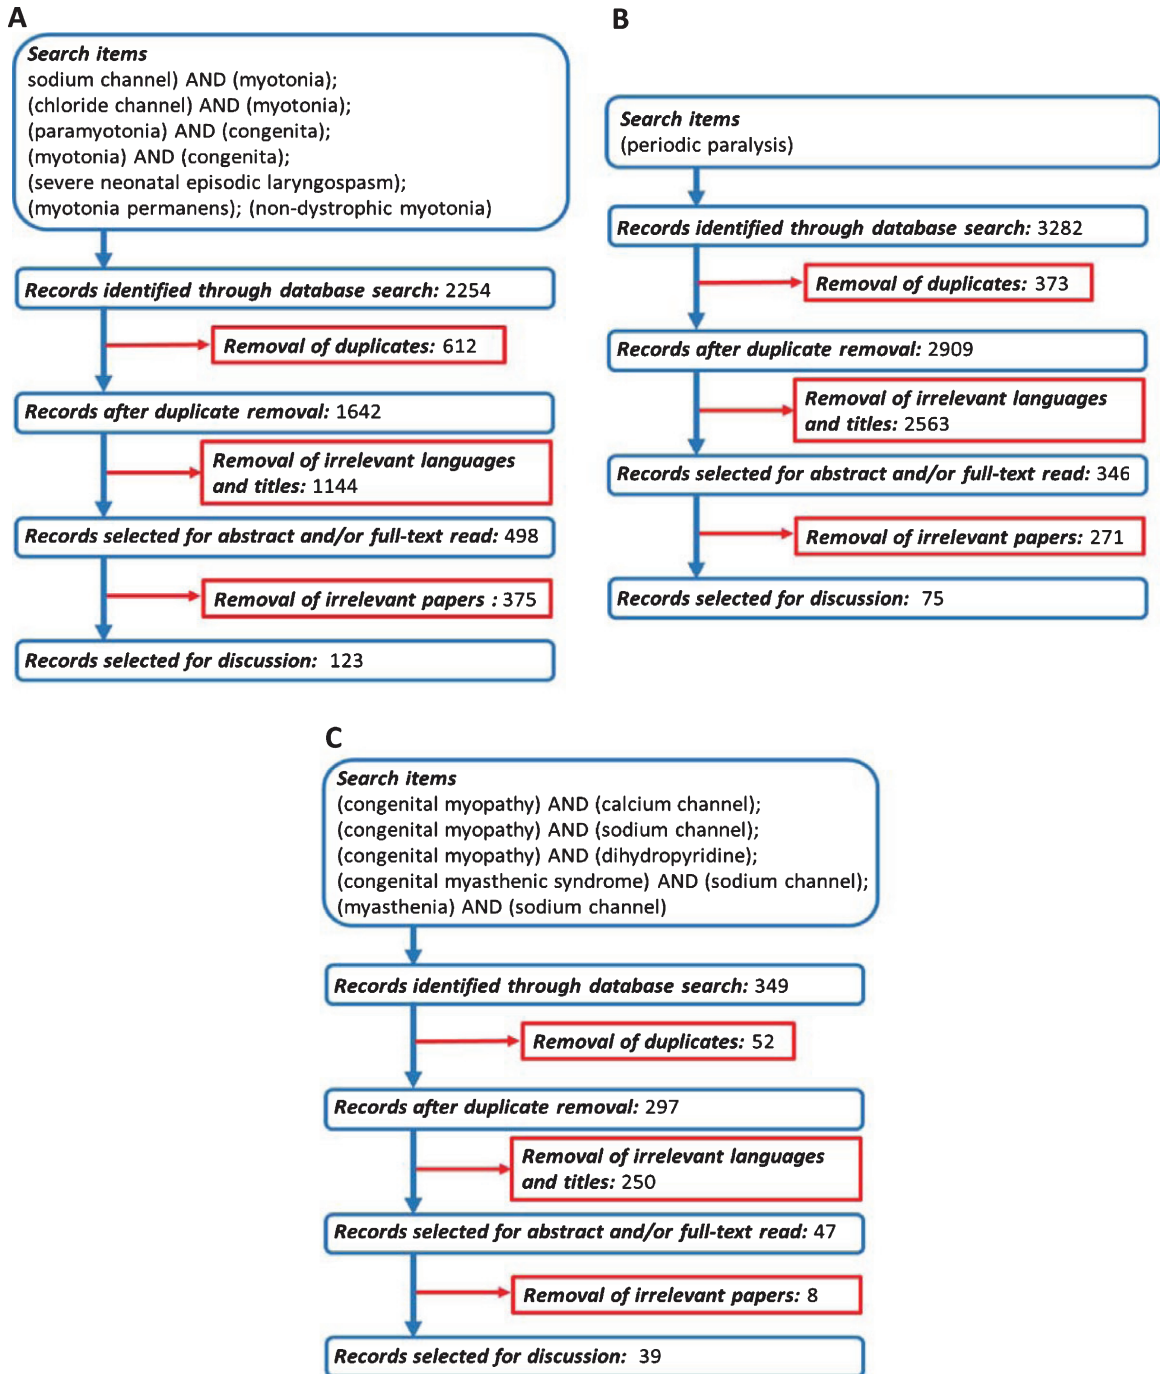 A
Search items
sodium channel) AND (myotonia);
(chloride channel) AND (myotonia);
(paramyotonia) AND (congenita);
(myotonia) AND (congenita);
(severe neonatal episodic laryngospasm);
(myotonia permanens); (non-dystrophic myotonia)
Records identified through database search: 2254
Removal of duplicates: 612
Records after duplicate removal: 1642
Removal of irrelevant languages
and titles: 1144
Records selected for abstract and/or full-text read: 498
Removal of irrelevant papers : 375
Records selected for discussion: 123
B
Search items
(periodic paralysis)
Records identified through database search: 3282
Removal of duplicates: 373
Records after duplicate removal: 2909
Removal of irrelevant languages
and titles: 2563
Records selected for abstract and/or full-text read: 346
Removal of irrelevant papers: 271
Records selected for discussion: 75
C
Search items
(congenital myopathy) AND (calcium channel);
(congenital myopathy) AND (sodium channel);
(congenital myopathy) AND (dihydropyridine);
(congenital myasthenic syndrome) AND (sodium channel);
(myasthenia) AND (sodium channel)
Records identified through database search: 349
Removal of duplicates: 52
Records after duplicate removal: 297
Removal of irrelevant languages
and titles: 250
Records selected for abstract and/or full-text read: 47
Removal of irrelevant papers: 8
Records selected for discussion: 39